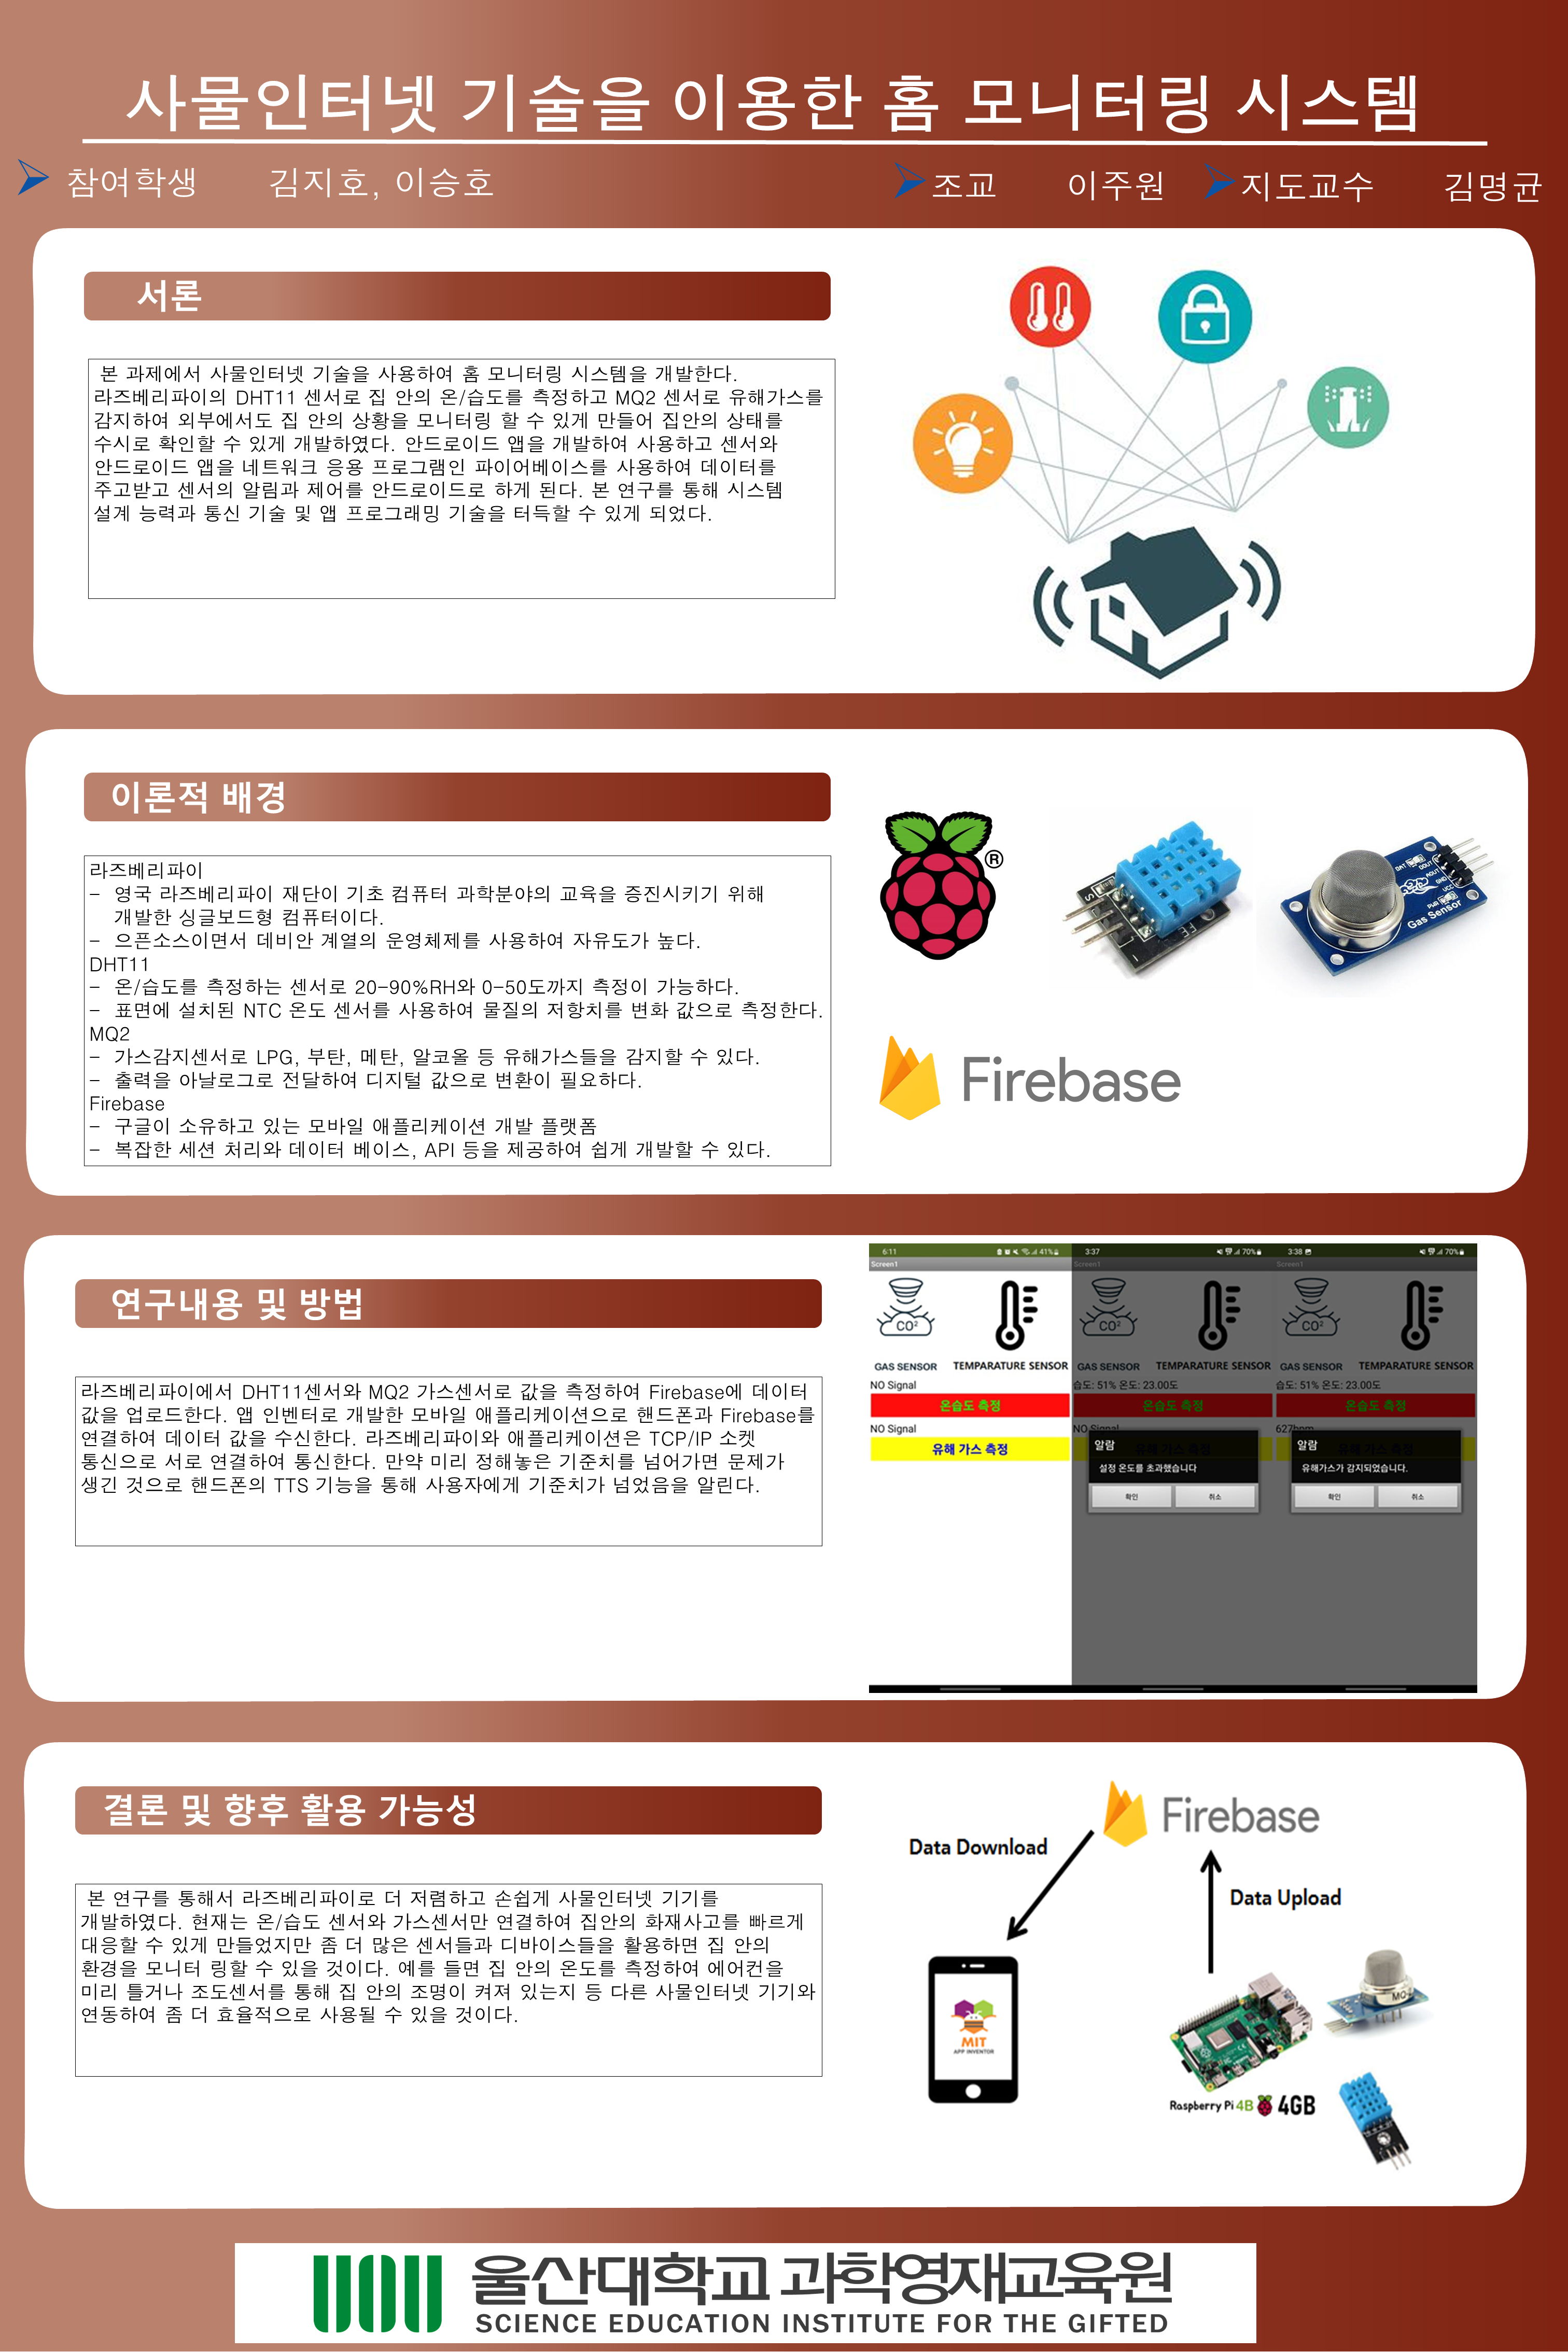 사물인터넷 기술을 이용한 홈 모니터링 시스템
참여학생 김지호, 이승호
조교 이주원 지도교수 김명균
서론
본 과제에서 사물인터넷 기술을 사용하여 홈 모니터링 시스템을 개발한다.
라즈베리파이의 DHT11 센서로 집 안의 온/습도를 측정하고 MQ2 센서로 유해가스를
감지하여 외부에서도 집 안의 상황을 모니터링 할 수 있게 만들어 집안의 상태를
수시로 확인할 수 있게 개발하였다. 안드로이드 앱을 개발하여 사용하고 센서와
안드로이드 앱을 네트워크 응용 프로그램인 파이어베이스를 사용하여 데이터를
주고받고 센서의 알림과 제어를 안드로이드로 하게 된다. 본 연구를 통해 시스템
설계 능력과 통신 기술 및 앱 프로그래밍 기술을 터득할 수 있게 되었다.
이론적 배경
라즈베리파이
- 영국 라즈베리파이 재단이 기초 컴퓨터 과학분야의 교육을 증진시키기 위해
개발한 싱글보드형 컴퓨터이다.
- 으픈소스이면서 데비안 계열의 운영체제를 사용하여 자유도가 높다.
DHT11
- 온/습도를 측정하는 센서로 20-90%RH와 0-50도까지 측정이 가능하다.
- 표면에 설치된 NTC 온도 센서를 사용하여 물질의 저항치를 변화 값으로 측정한다.
MQ2
- 가스감지센서로 LPG, 부탄, 메탄, 알코올 등 유해가스들을 감지할 수 있다.
- 출력을 아날로그로 전달하여 디지털 값으로 변환이 필요하다.
Firebase
- 구글이 소유하고 있는 모바일 애플리케이션 개발 플랫폼
- 복잡한 세션 처리와 데이터 베이스, API 등을 제공하여 쉽게 개발할 수 있다.
®
S
DAT DOUT
AOUT
GND
VCC
PWR
Gas Sensor
Firebase
연구내용 및 방법
라즈베리파이에서 DHT11센서와 MQ2 가스센서로 값을 측정하여 Firebase에 데이터
값을 업로드한다. 앱 인벤터로 개발한 모바일 애플리케이션으로 핸드폰과 Firebase를
연결하여 데이터 값을 수신한다. 라즈베리파이와 애플리케이션은 TCP/IP 소켓
통신으로 서로 연결하여 통신한다. 만약 미리 정해놓은 기준치를 넘어가면 문제가
생긴 것으로 핸드폰의 TTS 기능을 통해 사용자에게 기준치가 넘었음을 알린다.
6:11 41%
Screen1
CO²
GAS SENSOR TEMPARATURE SENSOR
NO Signal
온습도 측정
NO Signal
유해 가스 측정
3:37 70%
Screen1
CO²
GAS SENSOR TEMPARATURE SENSOR
습도: 51% 온도: 23.00도
온습도 측정
NO Signal
유해 가스 측정
알람
설정 온도를 초과했습니다
확인 취소
3:38 70%
Screen1
CO²
GAS SENSOR TEMPARATURE SENSOR
습도: 51% 온도: 23.00도
온습도 측정
유해 가스 측정
알람
유해가스가 감지되었습니다.
확인 취소
결론 및 향후 활용 가능성
본 연구를 통해서 라즈베리파이로 더 저렴하고 손쉽게 사물인터넷 기기를
개발하였다. 현재는 온/습도 센서와 가스센서만 연결하여 집안의 화재사고를 빠르게
대응할 수 있게 만들었지만 좀 더 많은 센서들과 디바이스들을 활용하면 집 안의
환경을 모니터 링할 수 있을 것이다. 예를 들면 집 안의 온도를 측정하여 에어컨을
미리 틀거나 조도센서를 통해 집 안의 조명이 켜져 있는지 등 다른 사물인터넷 기기와
연동하여 좀 더 효율적으로 사용될 수 있을 것이다.
Firebase
Data Download
Data Upload
MIT
APP INVENTOR
Raspberry Pi 4B 4GB
UOU
울산대학교 과학영재교육원
SCIENCE EDUCATION INSTITUTE FOR THE GIFTED